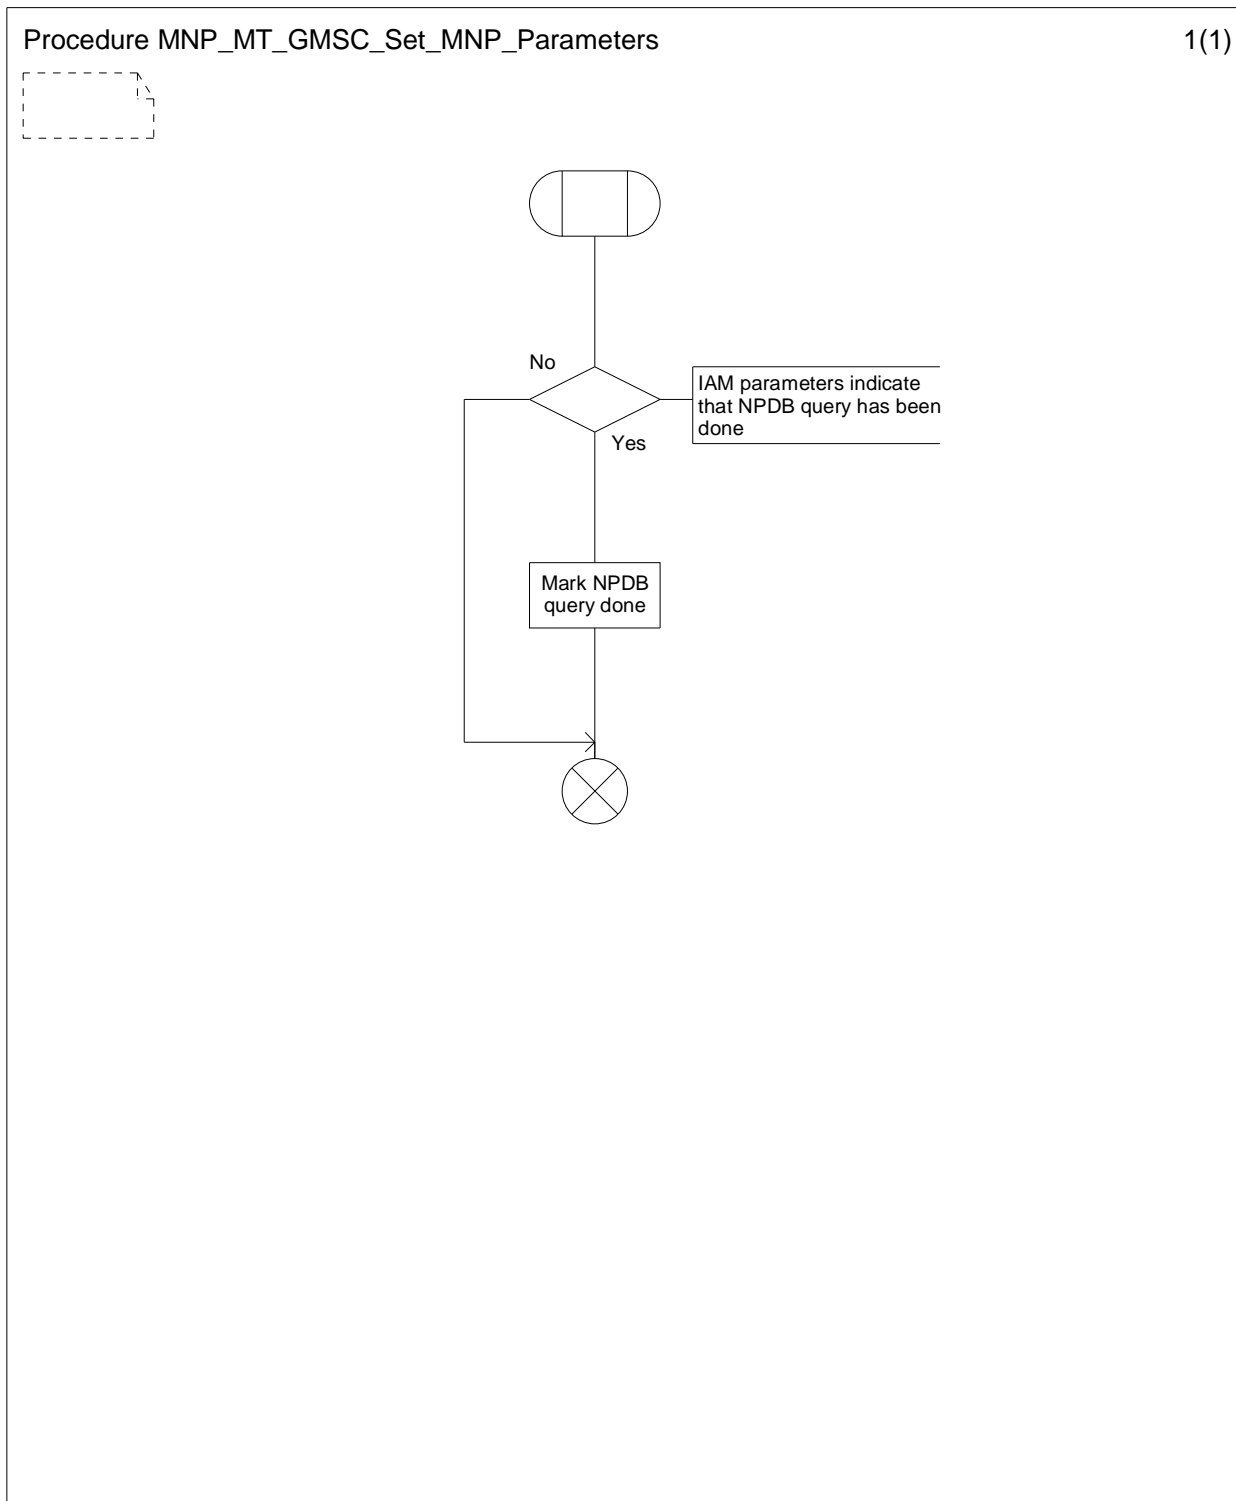 Procedure MNP_MT_GMSC_Set_MNP_Parameters
1(1)
No
IAM parameters indicate
that NPDB query has been
done
Yes
Mark NPDB
query done